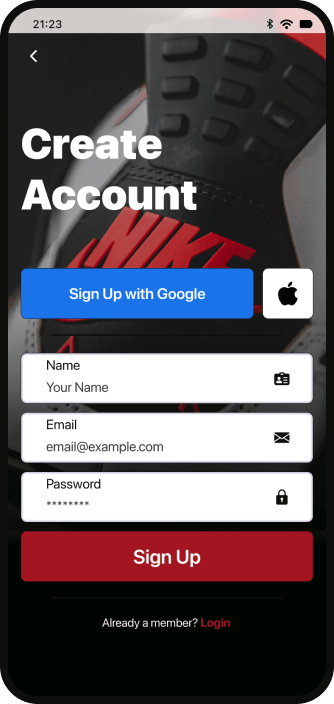 21:23
Create
Account
NIKE
Sign Up with Google
Name
Your Name
Email
email@example.com
Password
********
Sign Up
Already a member? Login